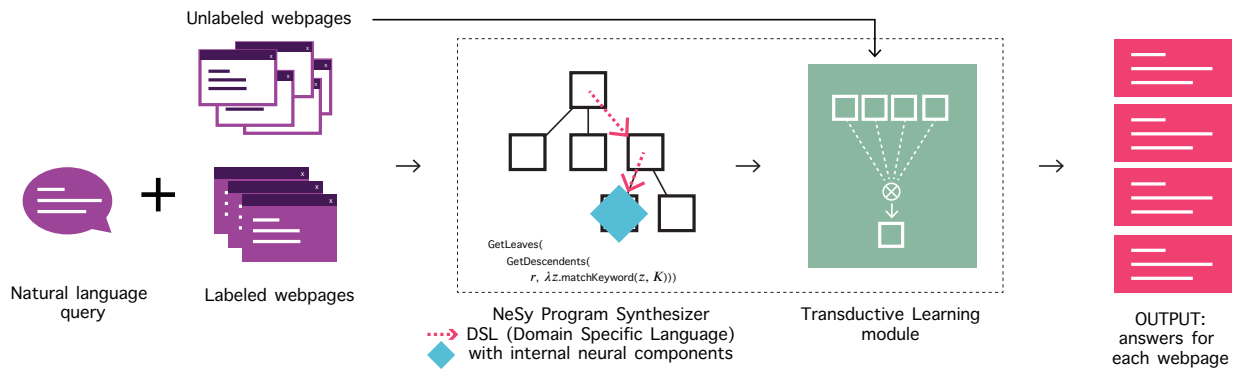 Unlabeled webpages
x
x
x
x
x
x
x
Natural language
query
Labeled webpages
GetLeaves(
GetDescendents(
r, λz.matchKeyword(z, K)))
NeSy Program Synthesizer
DSL (Domain Specific Language)
with internal neural components
Transductive Learning
module
OUTPUT:
answers for
each webpage